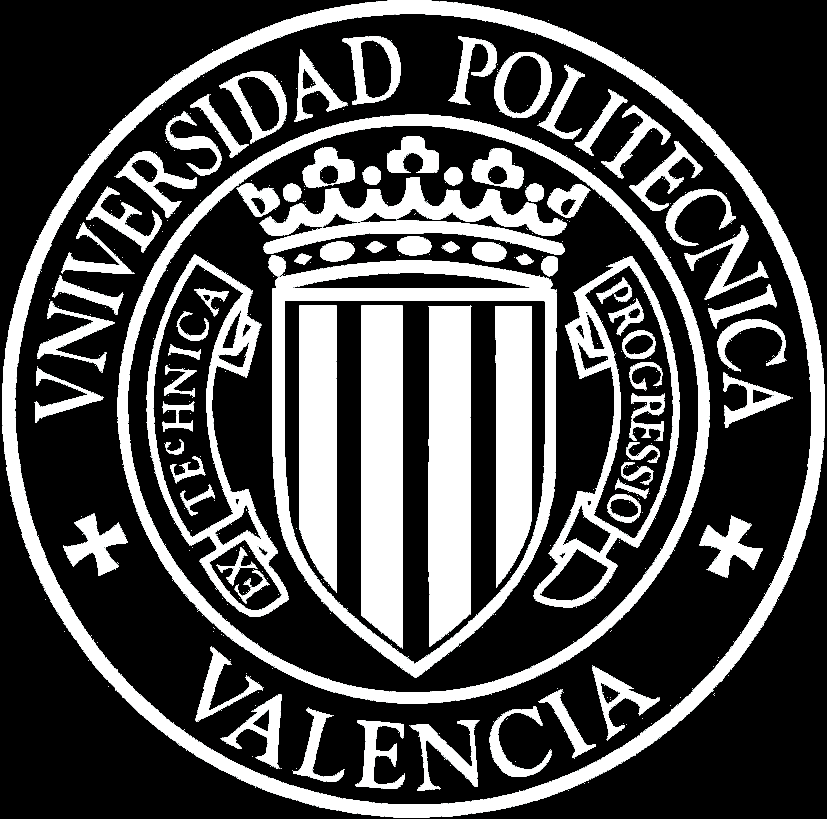 VNIVERSIDAD POLITECNICA
VALENCIA
EX TEcHNICA
PROGRESSIO